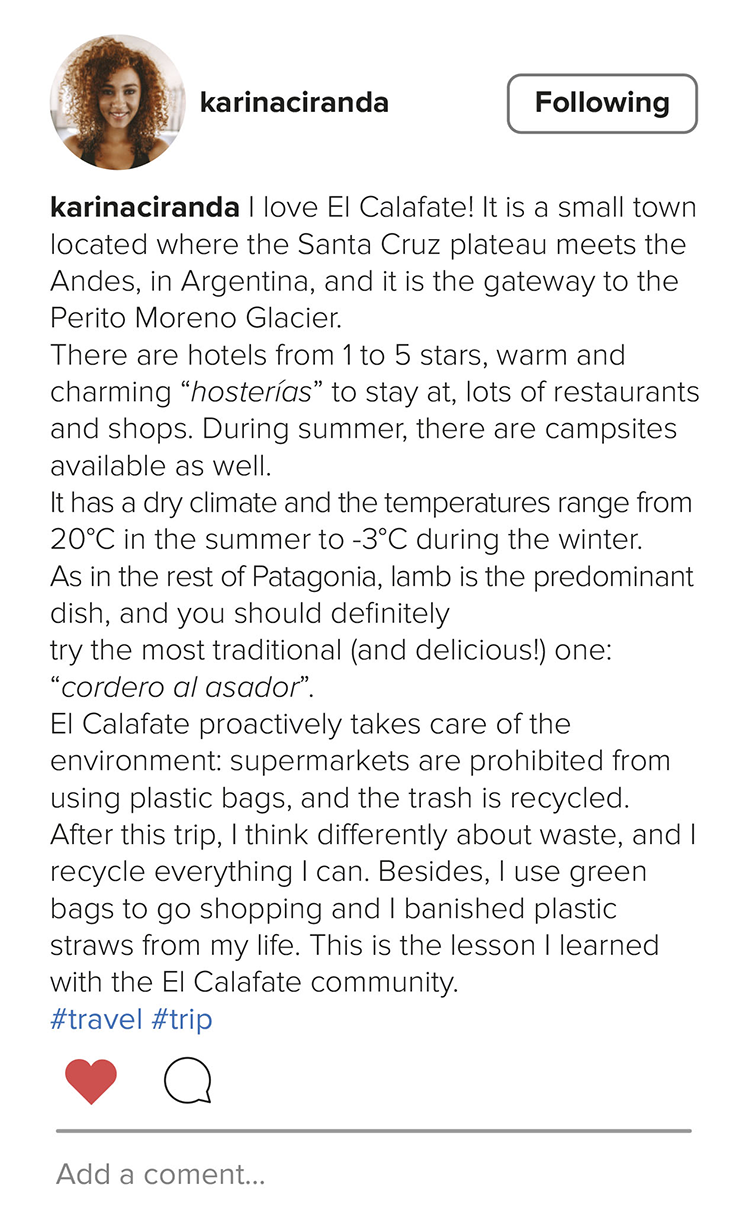 karinaciranda
Following
karinaciranda I love El Calafate! It is a small town
located where the Santa Cruz plateau meets the
Andes, in Argentina, and it is the gateway to the
Perito Moreno Glacier.
There are hotels from 1 to 5 stars, warm and
charming “hosterías” to stay at, lots of restaurants
and shops. During summer, there are campsites
available as well.
It has a dry climate and the temperatures range from
20°C in the summer to -3°C during the winter.
As in the rest of Patagonia, lamb is the predominant
dish, and you should definitely
try the most traditional (and delicious!) one:
“cordero al asador”.
El Calafate proactively takes care of the
environment: supermarkets are prohibited from
using plastic bags, and the trash is recycled.
After this trip, I think differently about waste, and I
recycle everything I can. Besides, I use green
bags to go shopping and I banished plastic
straws from my life. This is the lesson I learned
with the El Calafate community.
#travel #trip
Add a coment...